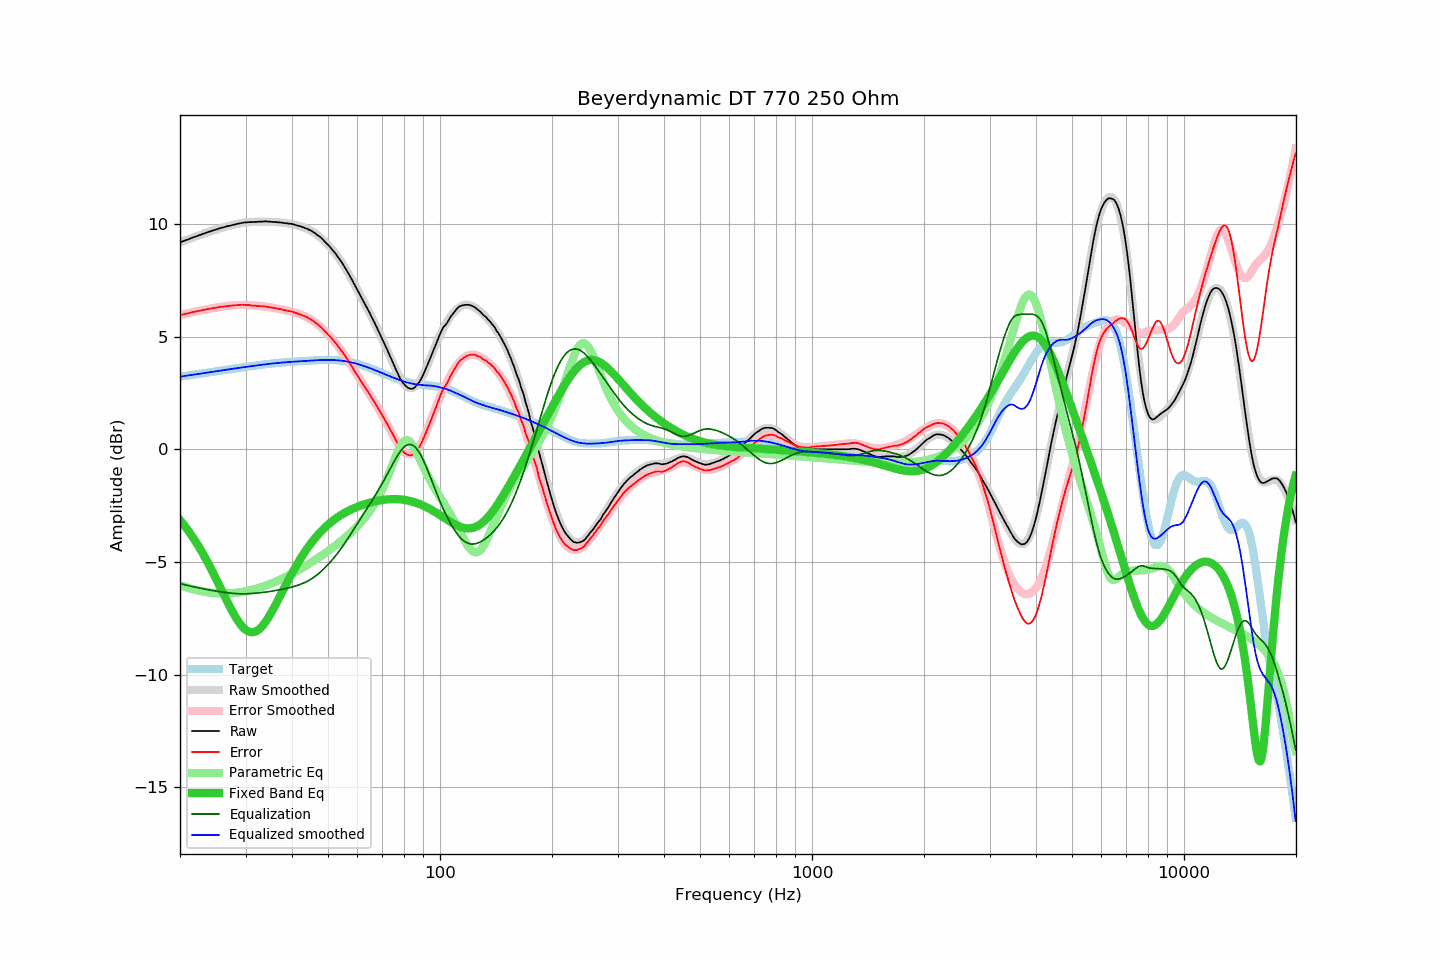 Beyerdynamic DT 770 250 Ohm
Amplitude (dBr)
10
5
0
−5
−10
−15
Target
Raw Smoothed
Error Smoothed
Raw
Error
Parametric Eq
Fixed Band Eq
Equalization
Equalized smoothed
100 1000 10000
Frequency (Hz)